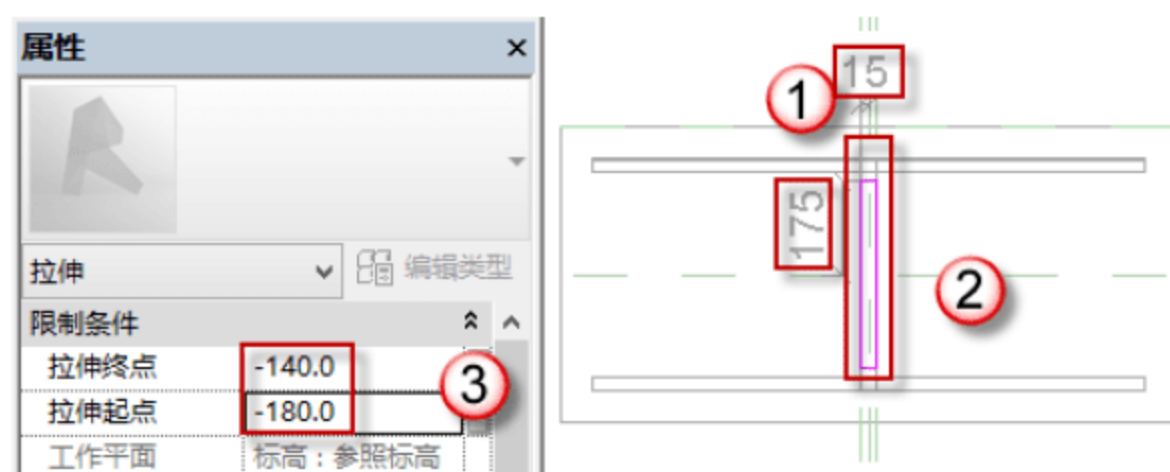 属性
拉伸
编辑类型
限制条件
拉伸终点 -140.0
拉伸起点 -180.0
工作平面 标高：参照标高
3
15
1
175
2